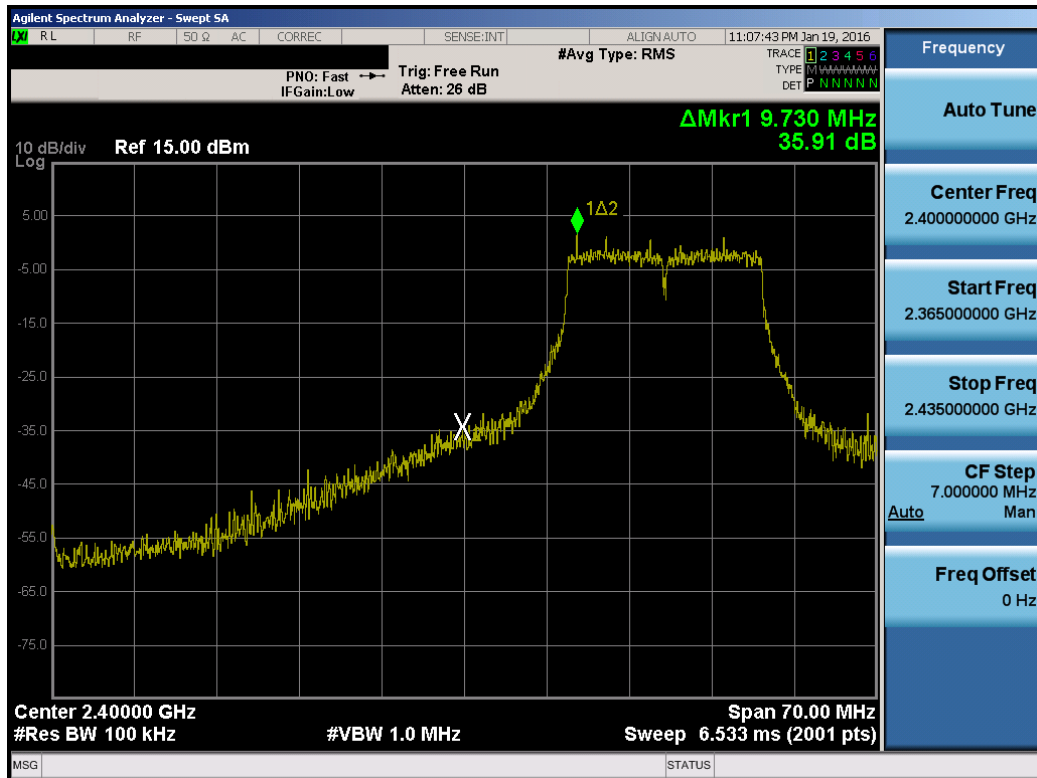 Agilent Spectrum Analyzer - Swept SA
LXI RL RF 50 Ω AC CORREC SENSE:INT ALIGN AUTO 11:07:43 PM Jan 19, 2016
Frequency
#Avg Type: RMS
TRACE 1 2 3 4 5 6
PNO: Fast Trig: Free Run
TYPE M WWWWW
IFGain:Low Atten: 26 dB
DET P N N N N N
Auto Tune
ΔMkr1 9.730 MHz
35.91 dB
10 dB/div Ref 15.00 dBm
Log
1Δ2
5.00
-5.00
-15.0
-25.0
-35.0
-45.0
-55.0
-65.0
-75.0
X
Center Freq
2.400000000 GHz
Start Freq
2.365000000 GHz
Stop Freq
2.435000000 GHz
CF Step
7.000000 MHz
Auto Man
Freq Offset
0 Hz
Center 2.40000 GHz Span 70.00 MHz
#Res BW 100 kHz #VBW 1.0 MHz Sweep 6.533 ms (2001 pts)
MSG STATUS